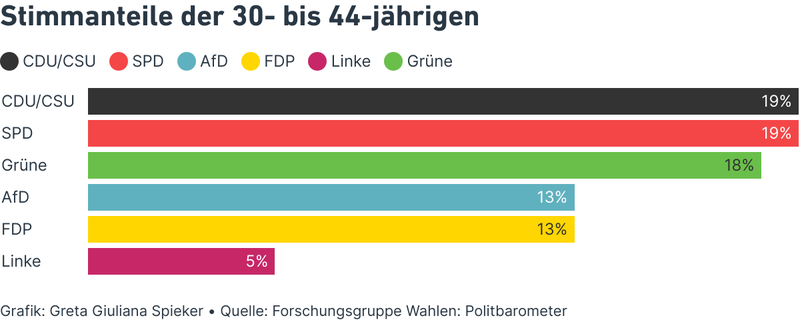 Stimmanteile der 30- bis 44-jährigen
CDU/CSU SPD AfD FDP Linke Grüne
CDU/CSU 19%
SPD 19%
Grüne 18%
AfD 13%
FDP 13%
Linke 5%
Grafik: Greta Giuliana Spieker • Quelle: Forschungsgruppe Wahlen: Politbarometer